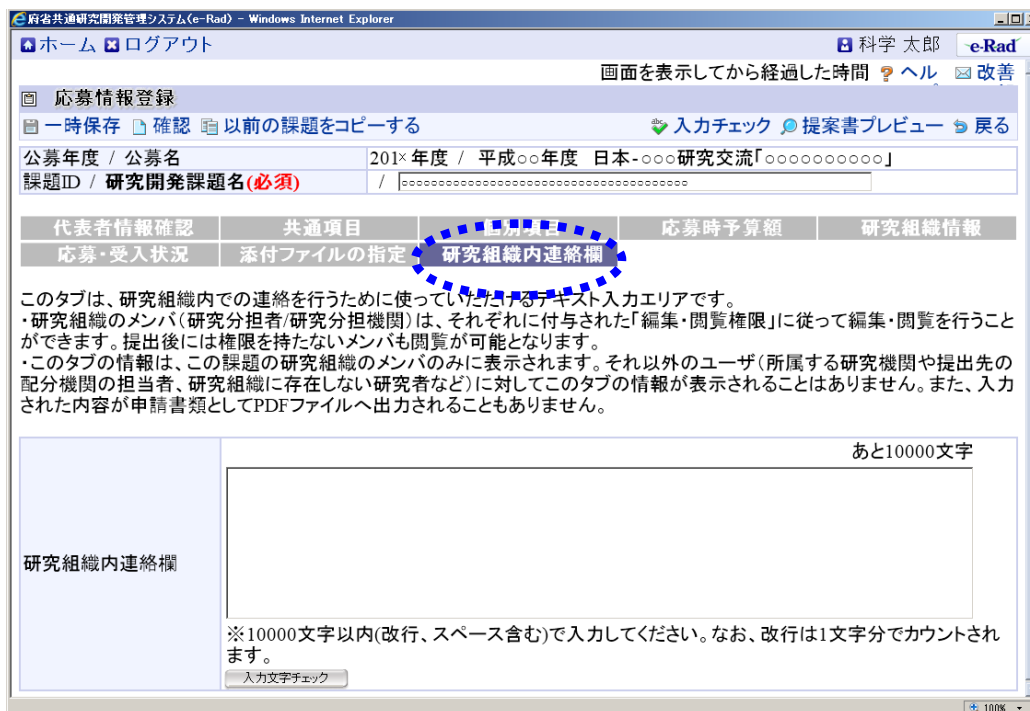 府省共通研究開発管理システム(e-Rad) - Windows Internet Explorer
ホーム ログアウト 科学 太郎 e-Rad
画面を表示してから経過した時間 ヘル 改善
応募情報登録
一時保存 確認 以前の課題をコピーする 入力チェック 提案書プレビュー 戻る
公募年度 / 公募名 201×年度 / 平成○○年度 日本-○○○研究交流「○○○○○○○○○○」
課題ID / 研究開発課題名(必須) / ○○○○○○○○○○○○○○○○○○○○○○○○○○○○○○○○○○○○○○○
代表者情報確認 共通項目 個別項目 応募時予算額 研究組織情報
応募・受入状況 添付ファイルの指定 研究組織内連絡欄
このタブは、研究組織内での連絡を行うために使っていただけるテキスト入力エリアです。
・研究組織のメンバ(研究分担者/研究分担機関)は、それぞれに付与された「編集・閲覧権限」に従って編集・閲覧を行うこと
ができます。提出後には権限を持たないメンバも閲覧が可能となります。
・このタブの情報は、この課題の研究組織のメンバのみに表示されます。それ以外のユーザ(所属する研究機関や提出先の
配分機関の担当者、研究組織に存在しない研究者など)に対してこのタブの情報が表示されることはありません。また、入力
された内容が申請書類としてPDFファイルへ出力されることもありません。
あと10000文字
研究組織内連絡欄
※10000文字以内(改行、スペース含む)で入力してください。なお、改行は1文字分でカウントされ
ます。
入力文字チェック
100%